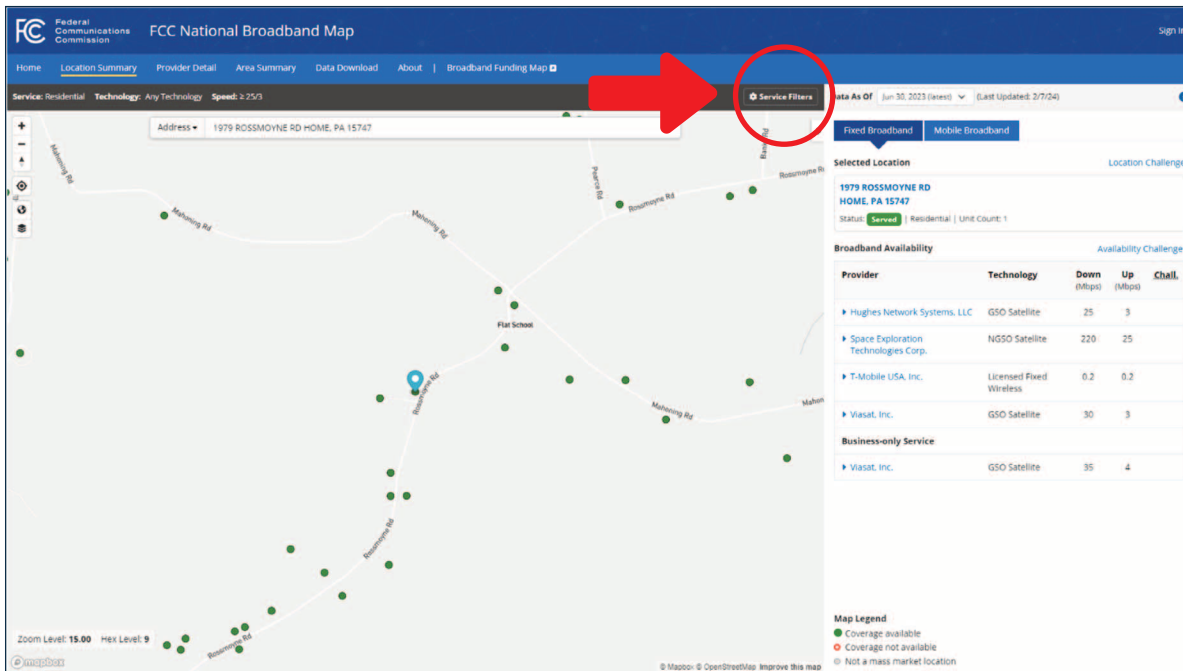 Federal
Communications
Commission
FCC National Broadband Map
Sign In
Home Location Summary Provider Detail Area Summary Data Download About | Broadband Funding Map
Service: Residential Technology: Any Technology Speed: ≥ 25/3
Service Filters
Data As Of Jun 30, 2023 (latest) (Last Updated: 2/7/24)
Address 1979 ROSSMOYNE RD HOME, PA 15747
Mahoning Rd
Mahoning Rd
Mahoning Rd
Pearce Rd
Rossmoyne Rd
Rossmoyne R
Flat School
Rossmoyne Rd
Mahoning Rd
Mahon
Rossmoyne Rd
Rossmoyne Rd
Zoom Level: 15.00 Hex Level: 9
mapbox
© Mapbox © OpenStreetMap Improve this map
Fixed Broadband Mobile Broadband
Selected Location Location Challenge
1979 ROSSMOYNE RD
HOME, PA 15747
Status: Served | Residential | Unit Count: 1
Broadband Availability Availability Challenge
Provider Technology Down (Mbps) Up (Mbps) Chall.
Hughes Network Systems, LLC GSO Satellite 25 3
Space Exploration Technologies Corp. NGSO Satellite 220 25
T-Mobile USA, Inc. Licensed Fixed Wireless 0.2 0.2
Viasat, Inc. GSO Satellite 30 3
Business-only Service
Viasat, Inc. GSO Satellite 35 4
Map Legend
Coverage available
Coverage not available
Not a mass market location